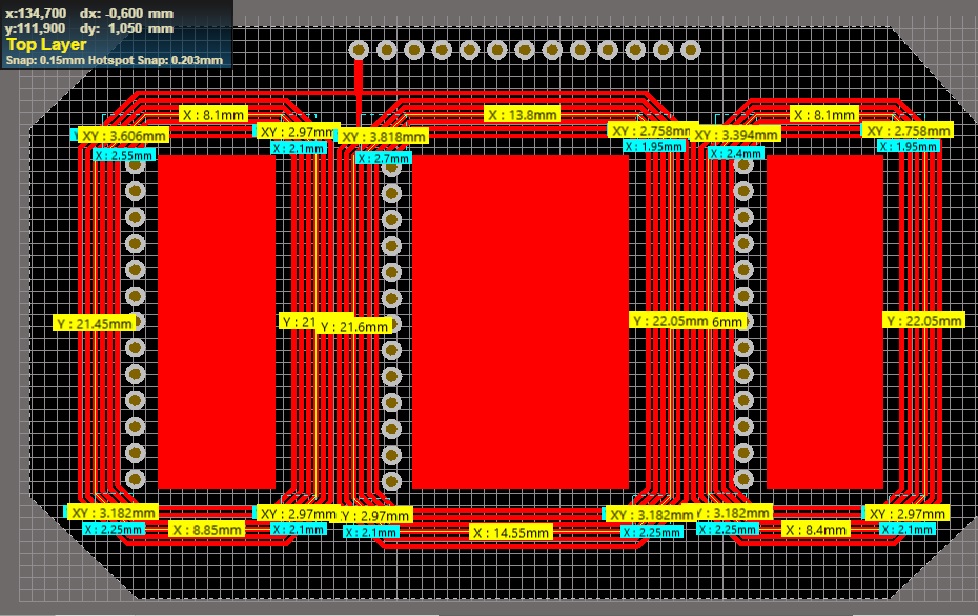 x:134,700 dx: -0,600 mm
y:111,900 dy: 1,050 mm
Top Layer
Snap: 0.15mm Hotspot Snap: 0.203mm
X : 8.1mm
X : 13.8mm
X : 8.1mm
XY : 3.606mm
XY : 2.97mm
XY : 3.818mm
XY : 2.758mm
XY : 3.394mm
XY : 2.758mm
X : 2.55mm
X : 2.1mm
X : 2.7mm
X : 1.95mm
X : 2.4mm
X : 1.95mm
Y : 21.45mm
Y : 21
Y : 21.6mm
Y : 22.05mm
6mm
Y : 22.05mm
XY : 3.182mm
XY : 2.97mm
Y : 2.97mm
XY : 3.182mm
: 3.182mm
XY : 2.97mm
X : 2.25mm
X : 8.85mm
X : 2.1mm
X : 2.1mm
X : 14.55mm
X : 2.25mm
X : 2.25mm
X : 8.4mm
X : 2.1mm